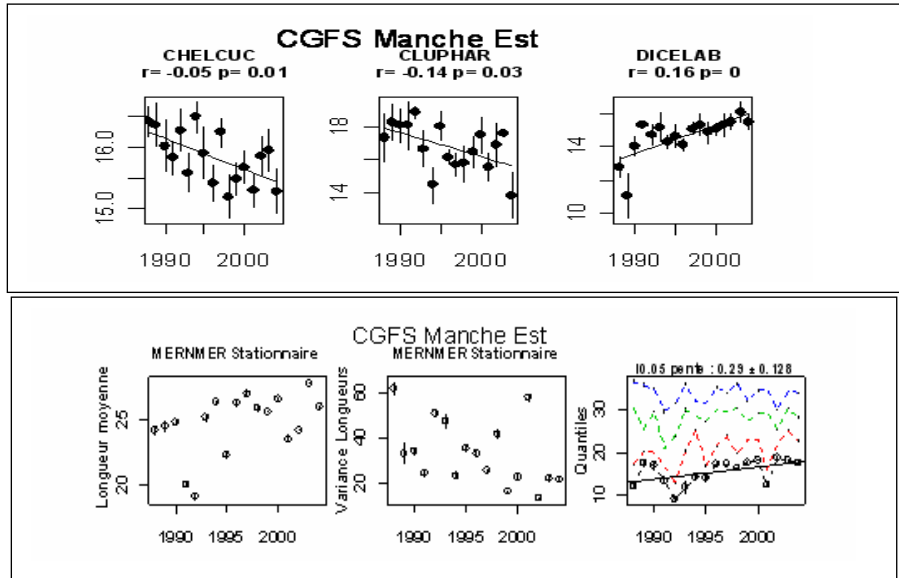 CGFS Manche Est
CHELCUC CLUPHAR DICELAB
r= -0.05 p= 0.01 r= -0.14 p= 0.03 r= 0.16 p= 0
15.0 16.0
14 18
10 14
1990 2000 1990 2000 1990 2000
CGFS Manche Est
MERNMER Stationnaire MERNMER Stationnaire l0.05 pente : 0.29 ± 0.128
Longueur moyenne
20 25
Variance Longueurs
20 40 60
Quantiles
10 20 30
1990 1995 2000 1990 1995 2000 1990 1995 2000